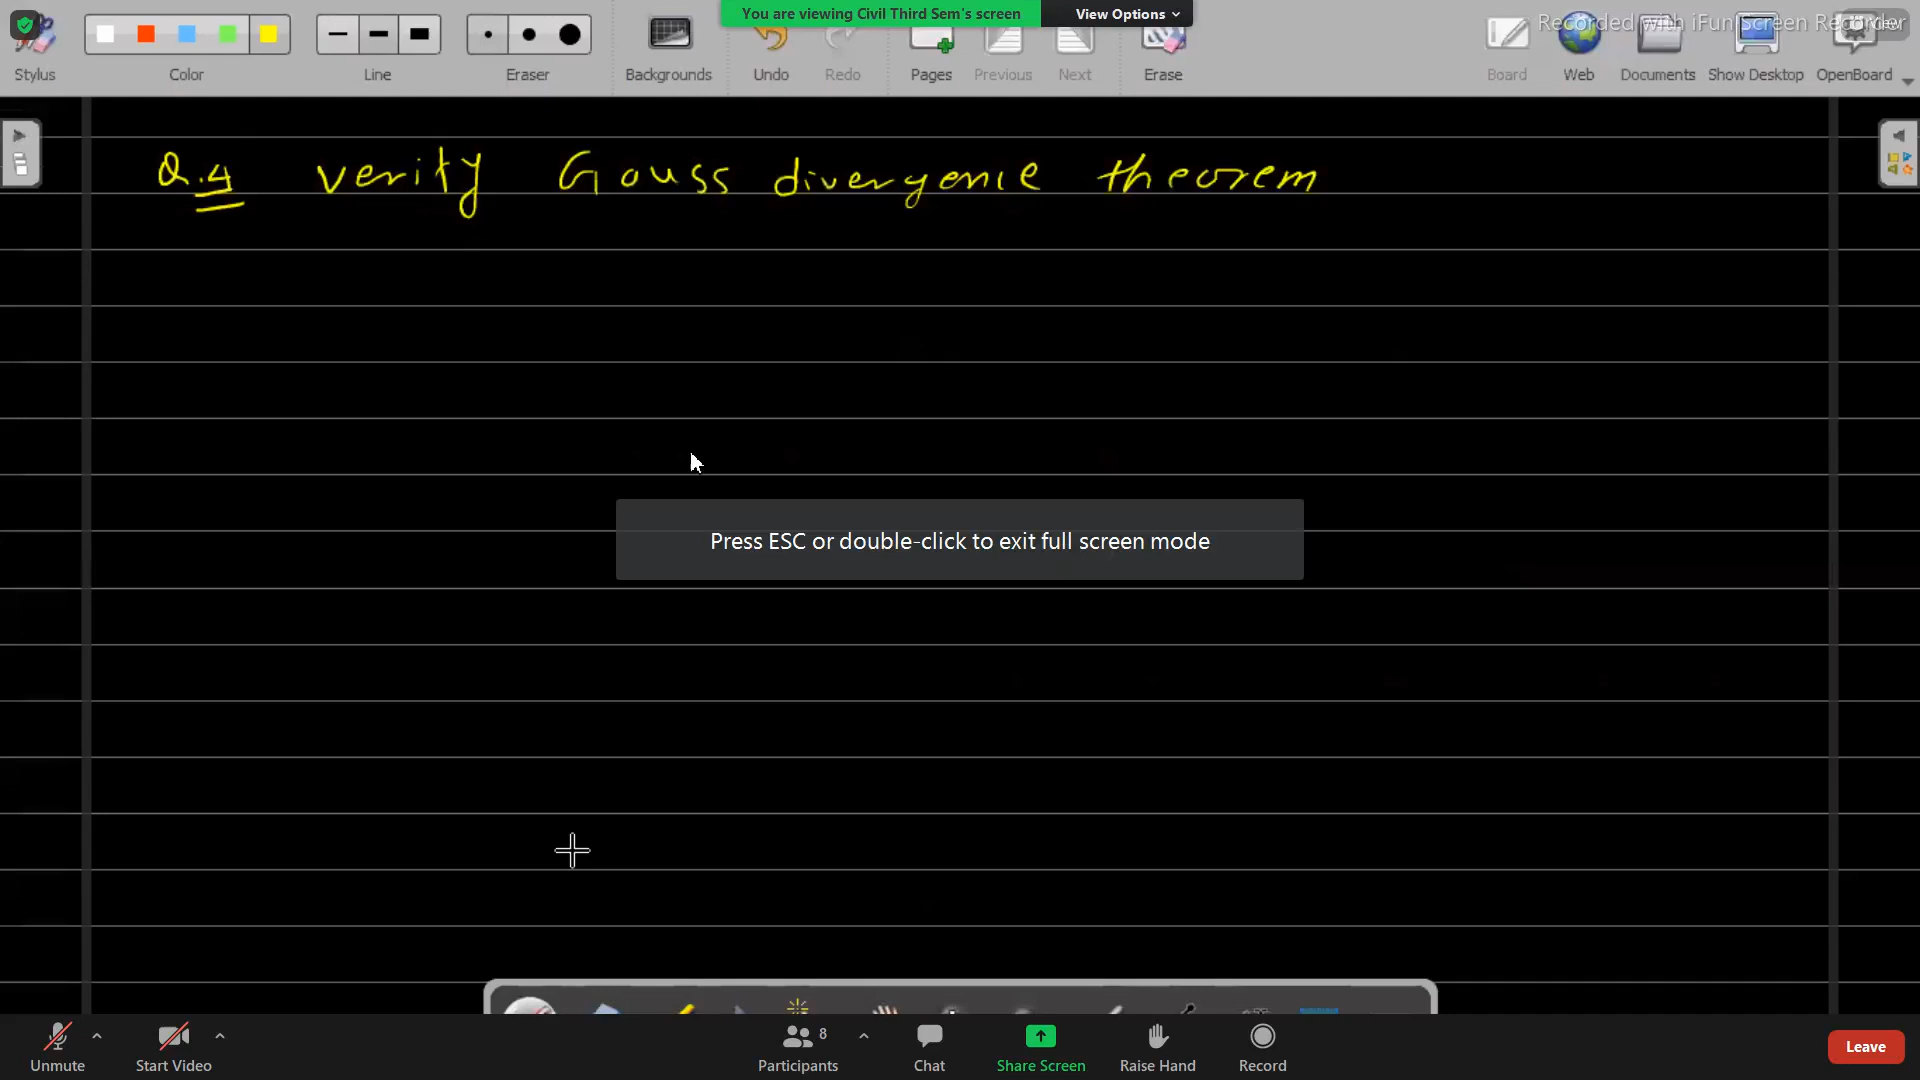 You are viewing Civil Third Sem's screen View Options
Recorded with iFun Screen Recorder
View
Stylus Color Line Eraser Backgrounds Undo Redo Pages Previous Next Erase Board Web Documents Show Desktop OpenBoard
Q.4 verify Gauss divergence theorem
Press ESC or double-click to exit full screen mode
8
Unmute Start Video Participants Chat Share Screen Raise Hand Record Leave